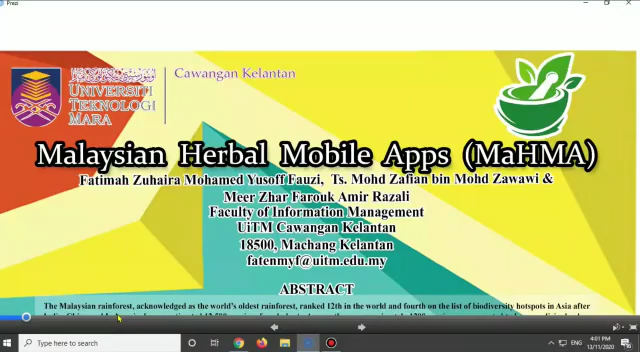 Prezi
UNIVERSITI
TEKNOLOGI
MARA
Cawangan Kelantan
Malaysian Herbal Mobile Apps (MaHMA)
Fatimah Zuhaira Mohamed Yusoff Fauzi, Ts. Mohd Zafian bin Mohd Zawawi &
Meer Zhar Farouk Amir Razali
Faculty of Information Management
UiTM Cawangan Kelantan
18500, Machang Kelantan
fatenmyf@uitm.edu.my
ABSTRACT
The Malaysian rainforest, acknowledged as the world's oldest rainforest, ranked 12th in the world and fourth on the list of biodiversity hotspots in Asia after
Type here to search
ENG
4:01 PM
13/11/2020